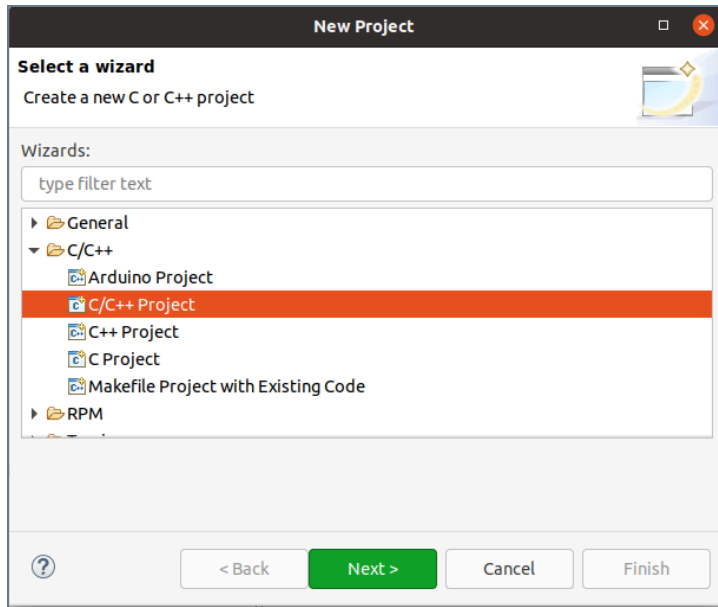 New Project
Select a wizard
Create a new C or C++ project
Wizards:
type filter text
General
C/C++
Arduino Project
C/C++ Project
C++ Project
C Project
Makefile Project with Existing Code
RPM
< Back Next > Cancel Finish